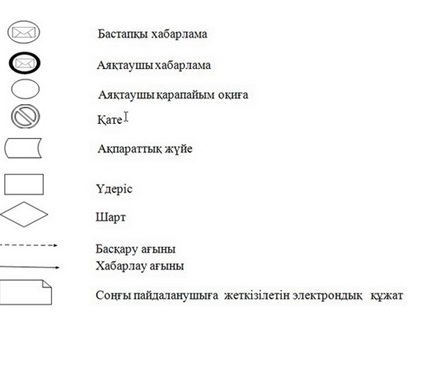 Бастапқы хабарлама
Аяқтаушы хабарлама
Аяқтаушы қарапайым оқиға
Қате
Ақпараттық жүйе
Үдеріс
Шарт
Басқару ағыны
Хабарлау ағыны
Соңғы пайдаланушыға жеткізілетін электрондық құжат